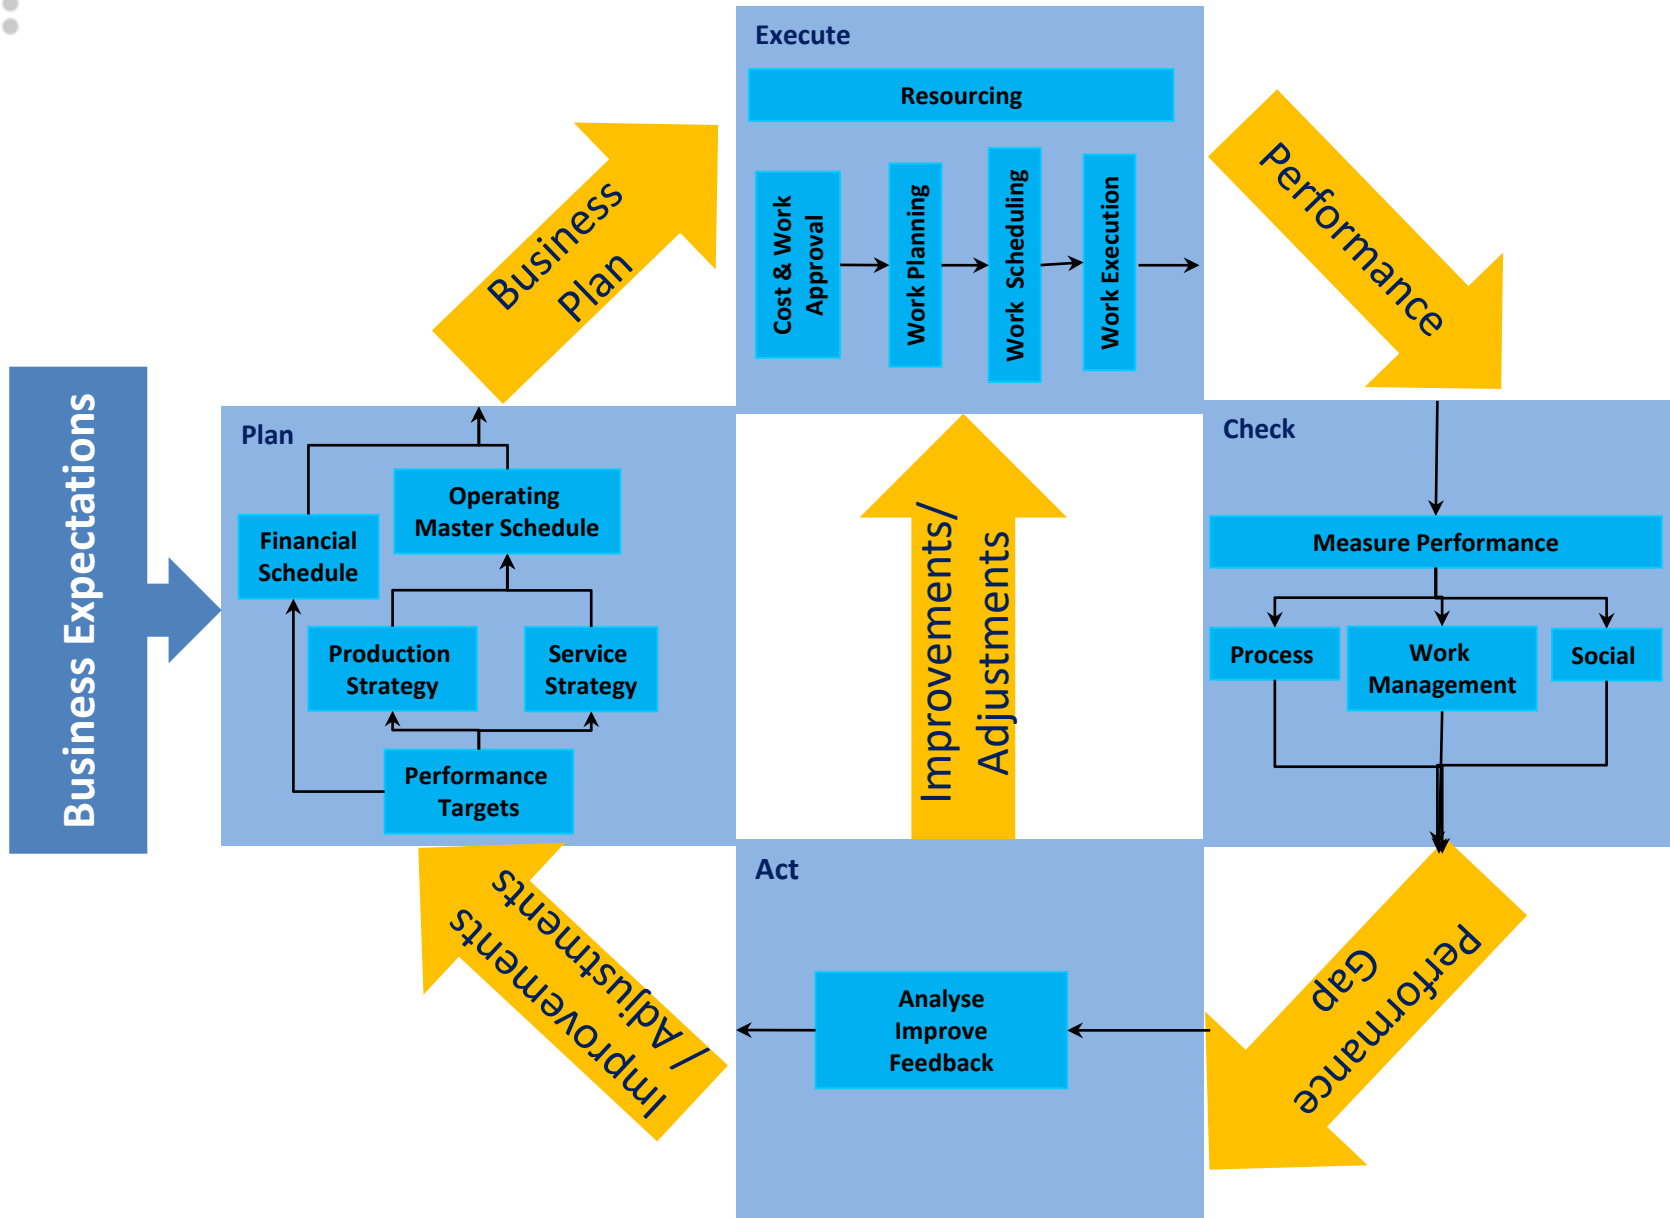 Execute
Resourcing
Cost & Work
Approval
Work Planning
Work  Scheduling
Work Execution
Business
Plan
Performance
Business Expectations
Plan
Operating
Master Schedule
Financial
Schedule
Production
Strategy
Service
Strategy
Performance
Targets
Improvements/
Adjustments
Check
Measure Performance
Process
Work
Management
Social
Act
Analyse
Improve
Feedback
Improvements
/ Adjustments
Performance
Gap